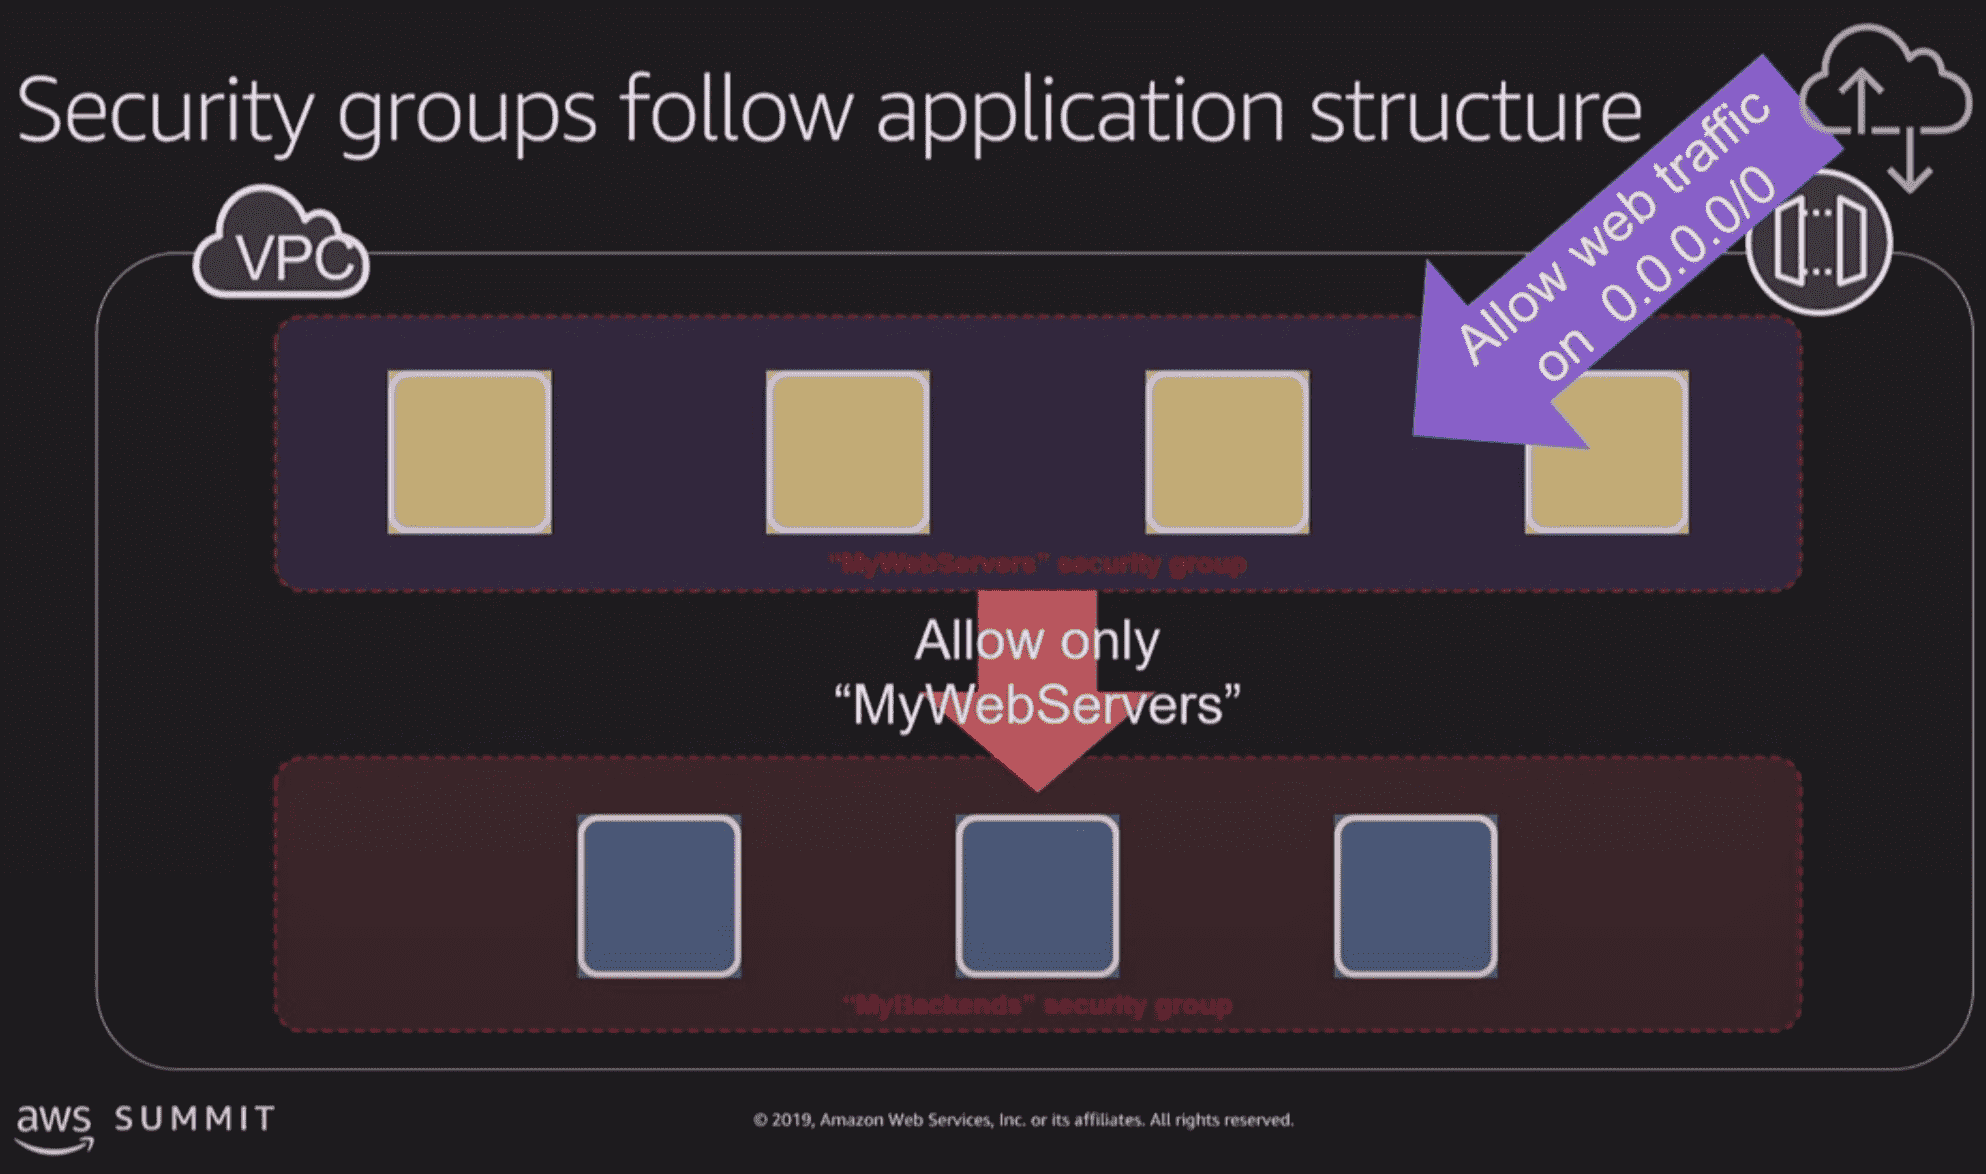 Security groups follow application structure
VPC
Allow web traffic
on 0.0.0.0/0
"MyWebServers" security group
Allow only
“MyWebServers”
"MyBackends" security group
aws SUMMIT
© 2019, Amazon Web Services, Inc. or its affiliates. All rights reserved.